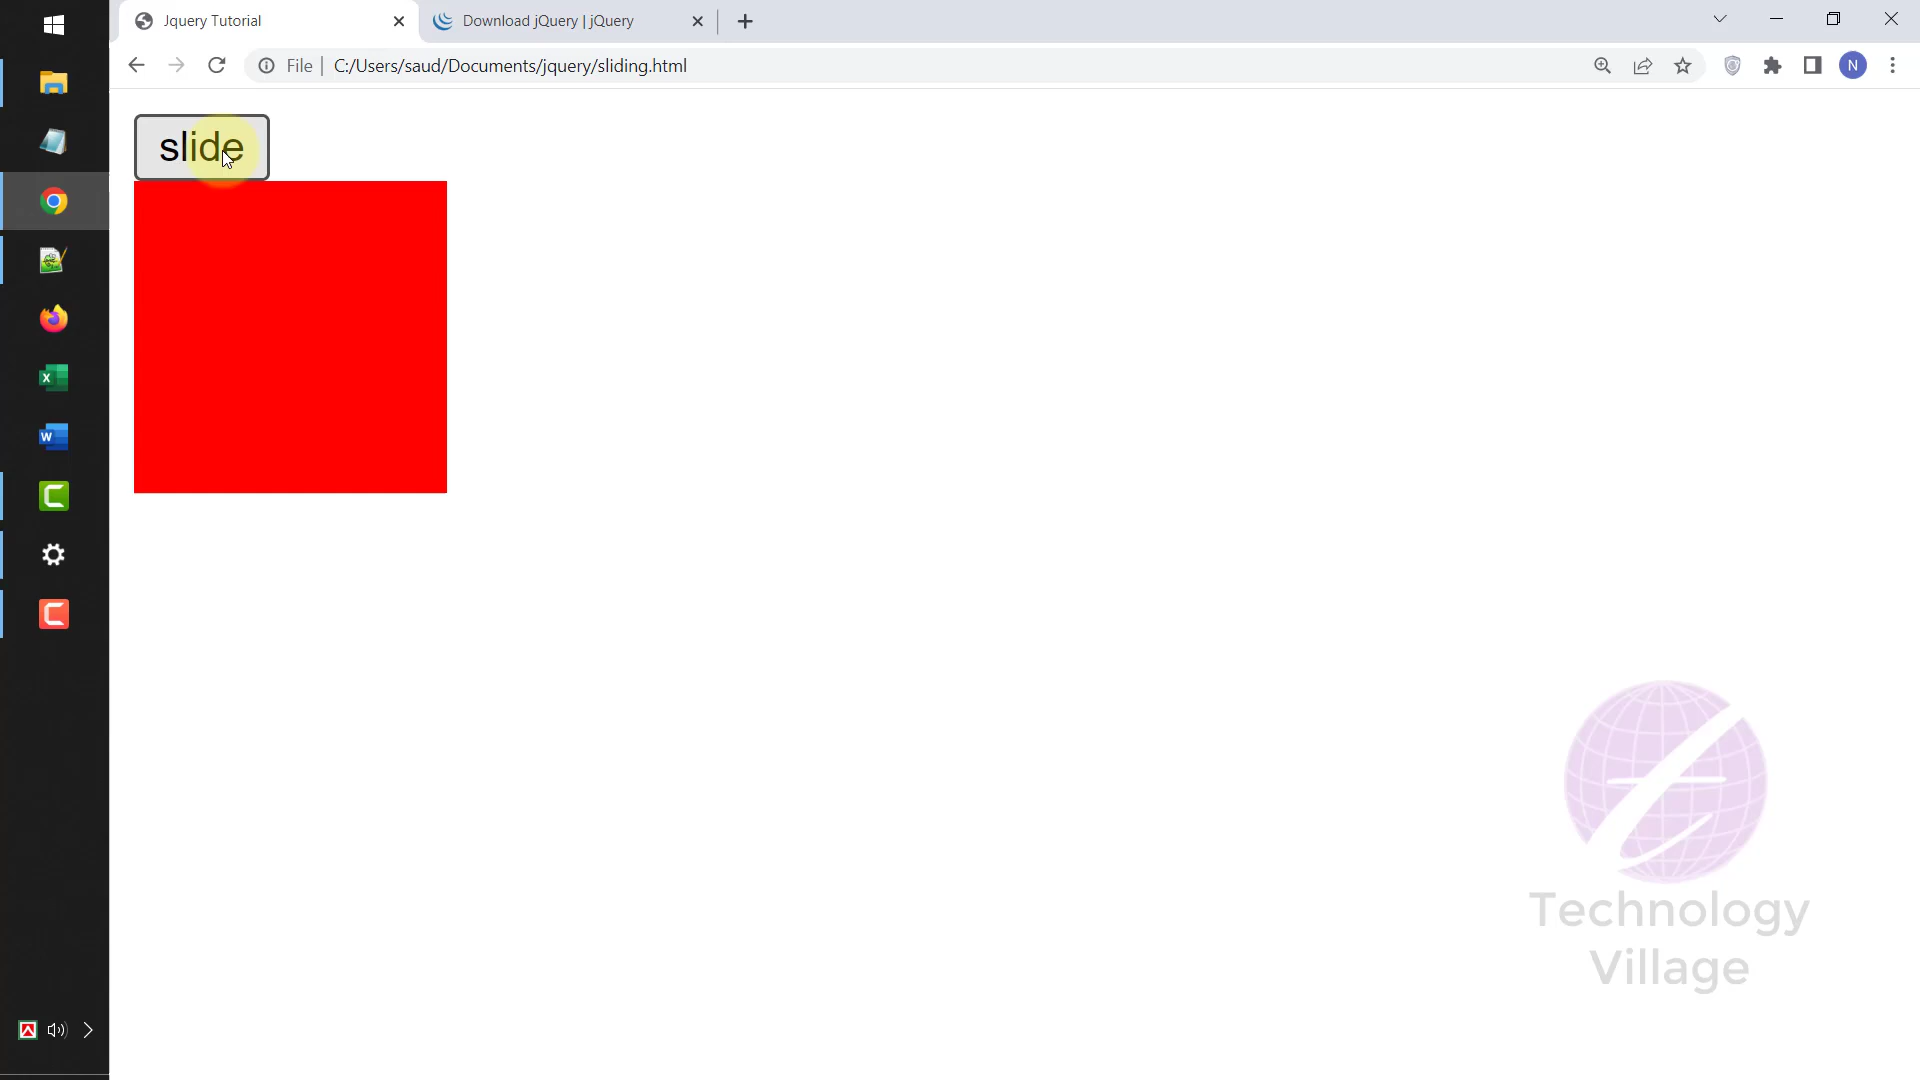 Jquery Tutorial
Download jQuery | jQuery
File | C:/Users/saud/Documents/jquery/sliding.html
N
slide
X
W
Technology
Village